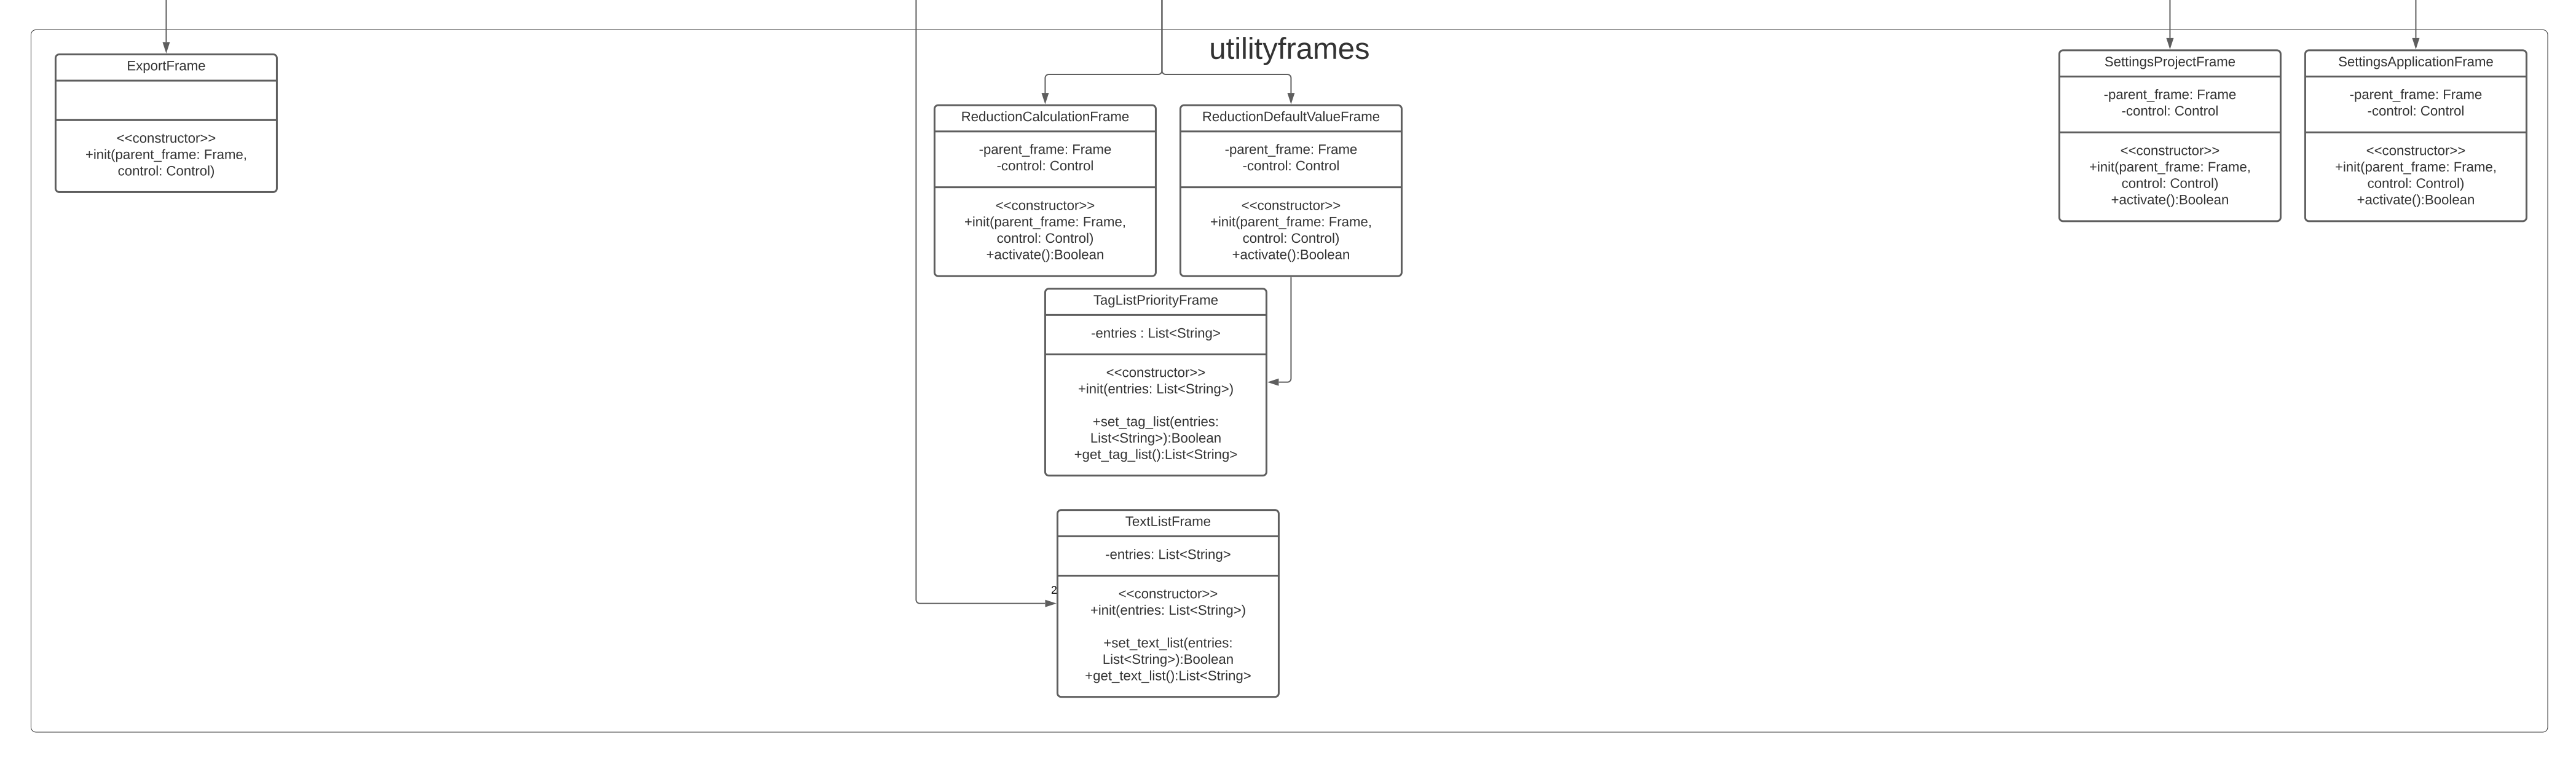 utilityframes
ExportFrame
<<constructor>>
+init(parent_frame: Frame,
control: Control)
ReductionCalculationFrame
-parent_frame: Frame
-control: Control
<<constructor>>
+init(parent_frame: Frame,
control: Control)
+activate():Boolean
ReductionDefaultValueFrame
-parent_frame: Frame
-control: Control
<<constructor>>
+init(parent_frame: Frame,
control: Control)
+activate():Boolean
SettingsProjectFrame
-parent_frame: Frame
-control: Control
<<constructor>>
+init(parent_frame: Frame,
control: Control)
+activate():Boolean
SettingsApplicationFrame
-parent_frame: Frame
-control: Control
<<constructor>>
+init(parent_frame: Frame,
control: Control)
+activate():Boolean
TagListPriorityFrame
-entries : List<String>
<<constructor>>
+init(entries: List<String>)
+set_tag_list(entries:
List<String>):Boolean
+get_tag_list():List<String>
TextListFrame
-entries: List<String>
2
<<constructor>>
+init(entries: List<String>)
+set_text_list(entries:
List<String>):Boolean
+get_text_list():List<String>